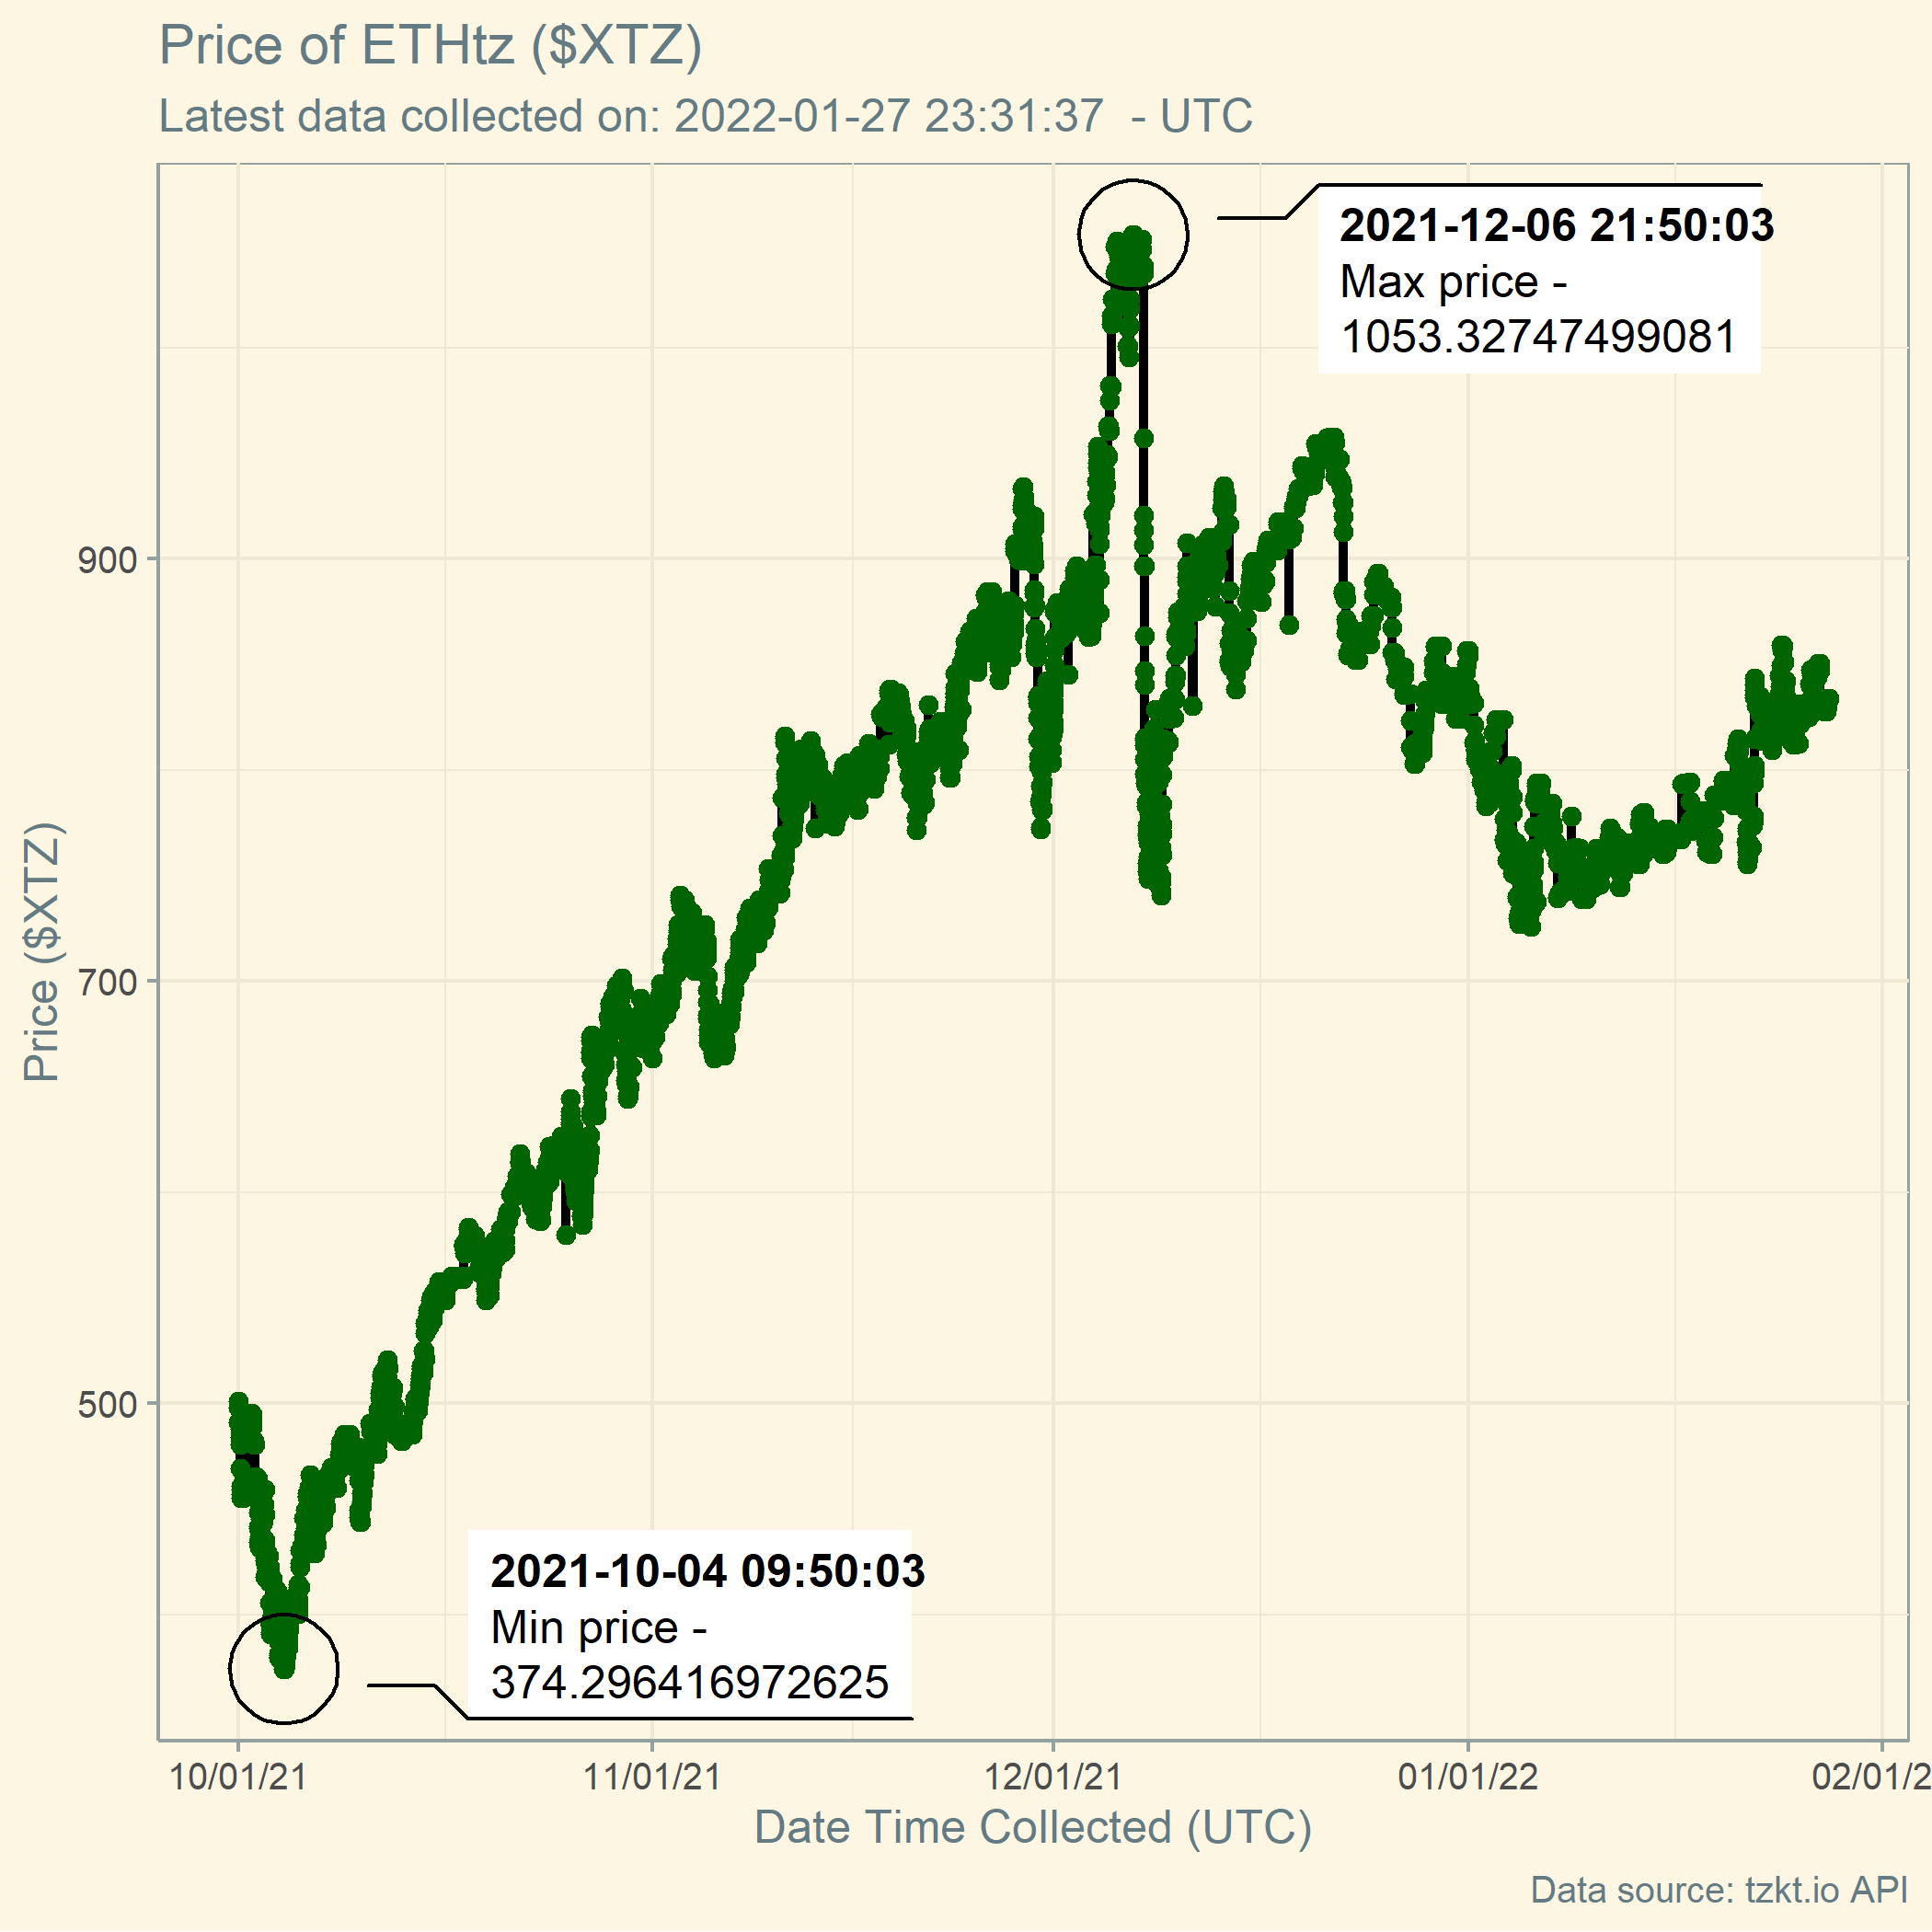 Price of ETHtz ($XTZ)
Latest data collected on: 2022-01-27 23:31:37  - UTC
2021-12-06 21:50:03
Max price -
1053.32747499081
900
700
500
Price ($XTZ)
2021-10-04 09:50:03
Min price -
374.296416972625
10/01/21 11/01/21 12/01/21 01/01/22 02/01/2
Date Time Collected (UTC)
Data source: tzkt.io API